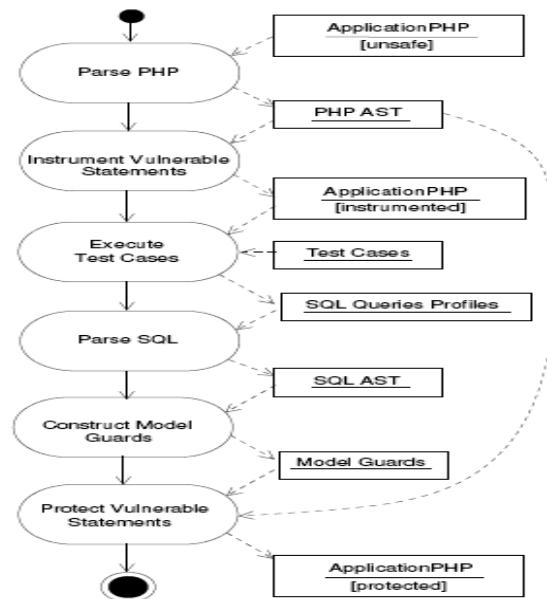 ApplicationPHP
[unsafe]
Parse PHP
PHP AST
Instrument Vulnerable
Statements
ApplicationPHP
[instrumented]
Execute
Test Cases
Test Cases
SQL Queries Profiles
Parse SQL
SQL AST
Construct Model
Guards
Model Guards
Protect Vulnerable
Statements
ApplicationPHP
[protected]